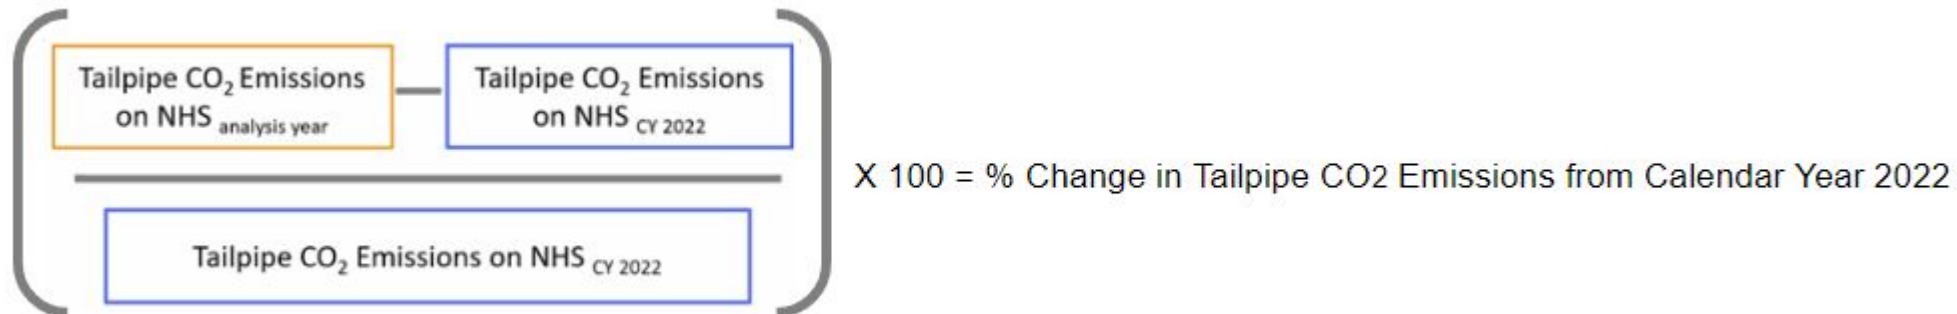 Tailpipe CO₂ Emissions
on NHS analysis year
Tailpipe CO₂ Emissions
on NHS CY 2022
Tailpipe CO₂ Emissions on NHS CY 2022
X 100 = % Change in Tailpipe CO2 Emissions from Calendar Year 2022